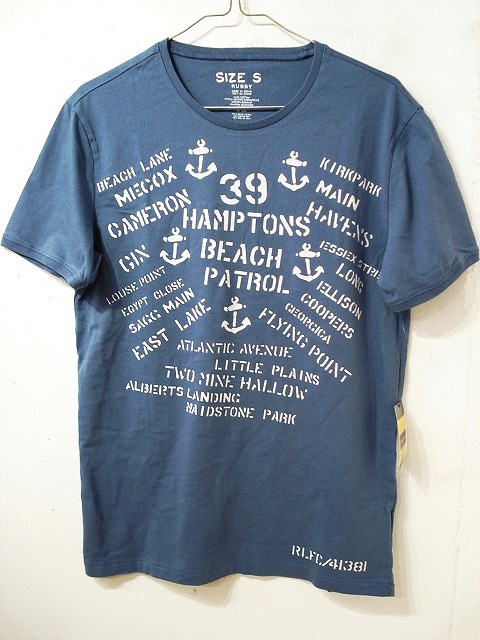 SIZE S
RUGBY
39
HAMPTONS
BEACH
PATROL
BEACH LANE
MECOX
CAMERON
GIN
LOUSE POINT
EGYPT CLOSE
SAGG MAIN
EAST LAKE
KIRKPARK
MAIN
HAVENS
LONG
ELLISON
COOPERS
GEORGICA
FLYING POINT
ATLANTIC AVENUE
LITTLE PLAINS
TWO MINE HALLOW
ALBERTS LANDING
MAIDSTONE PARK
RLFC/41381